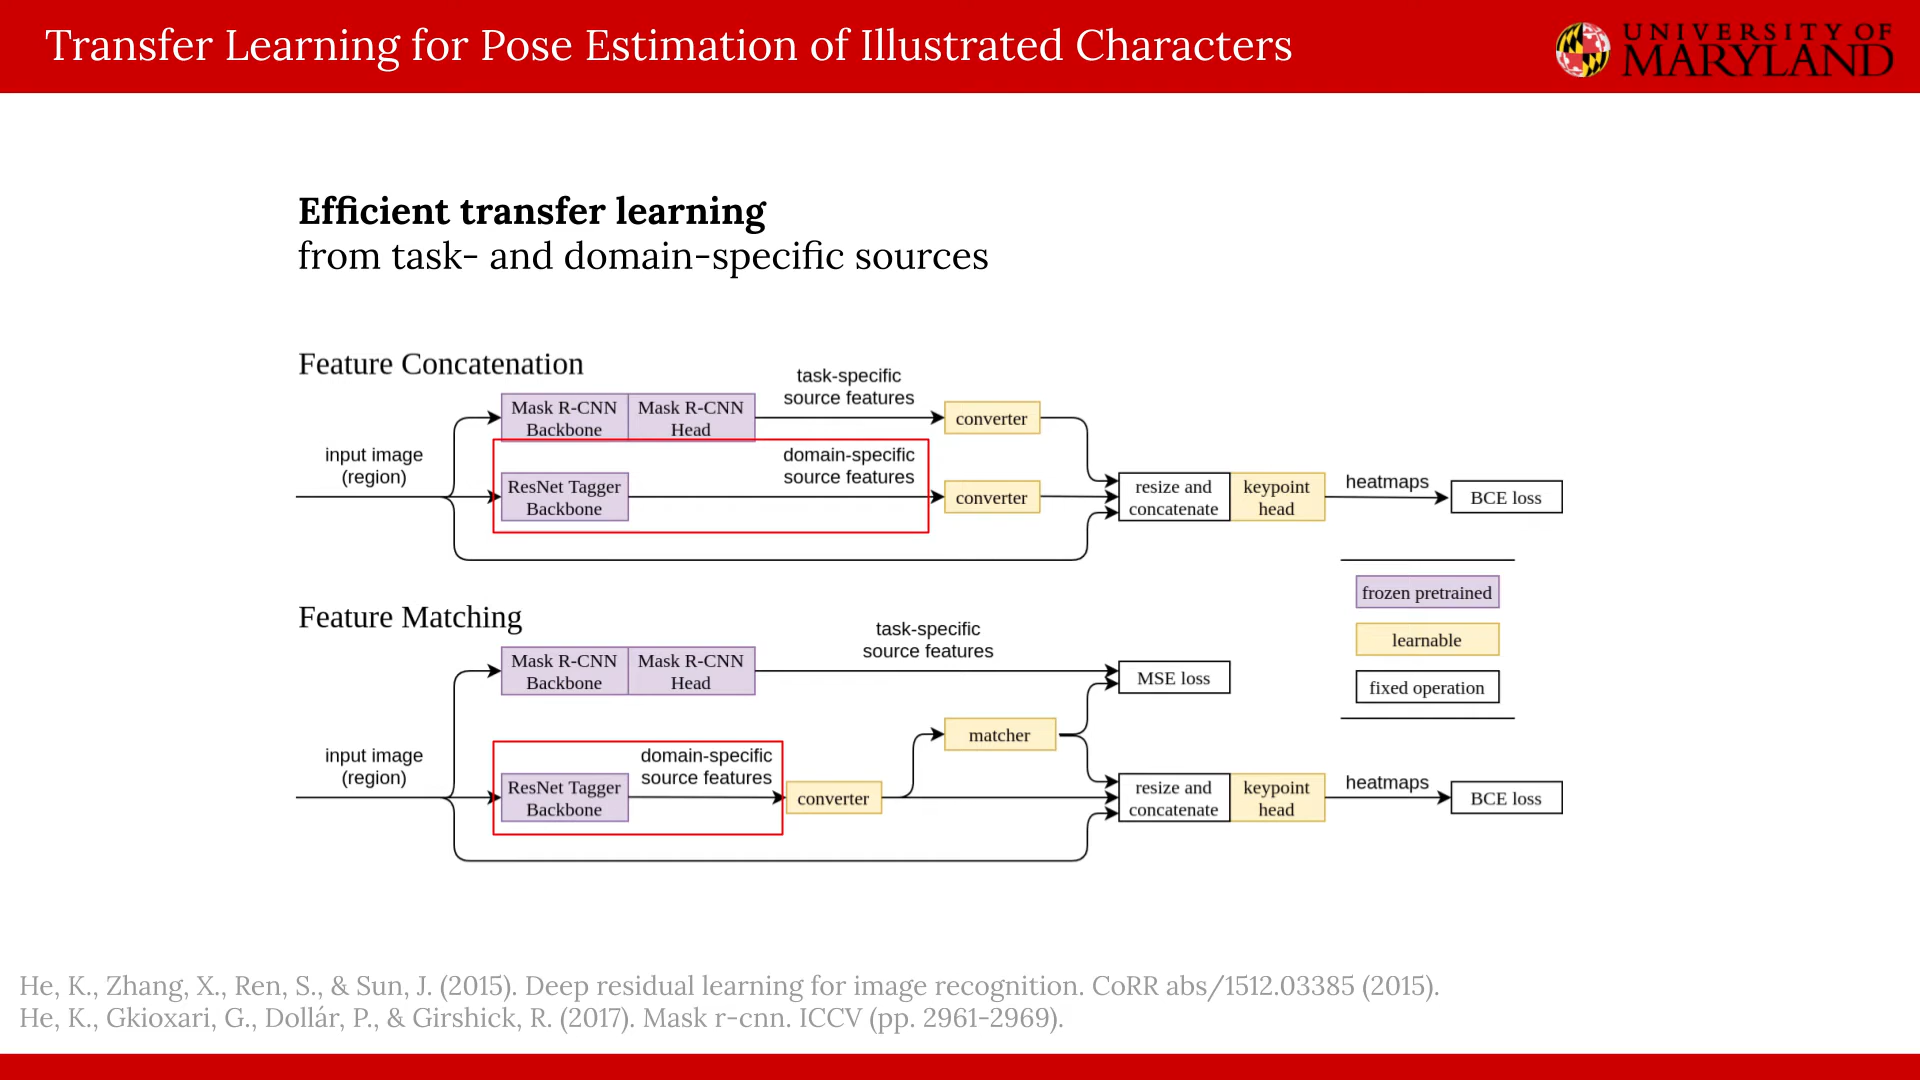 Transfer Learning for Pose Estimation of Illustrated Characters
UNIVERSITY OF
MARYLAND
Efficient transfer learning
from task- and domain-specific sources
Feature Concatenation
task-specific
source features
Mask R-CNN
Backbone
Mask R-CNN
Head
converter
input image
(region)
domain-specific
source features
ResNet Tagger
Backbone
converter
resize and
concatenate
keypoint
head
heatmaps
BCE loss
frozen pretrained
learnable
fixed operation
Feature Matching
task-specific
source features
Mask R-CNN
Backbone
Mask R-CNN
Head
MSE loss
matcher
input image
(region)
domain-specific
source features
ResNet Tagger
Backbone
converter
resize and
concatenate
keypoint
head
heatmaps
BCE loss
He, K., Zhang, X., Ren, S., & Sun, J. (2015). Deep residual learning for image recognition. CoRR abs/1512.03385 (2015).
He, K., Gkioxari, G., Dollár, P., & Girshick, R. (2017). Mask r-cnn. ICCV (pp. 2961-2969).